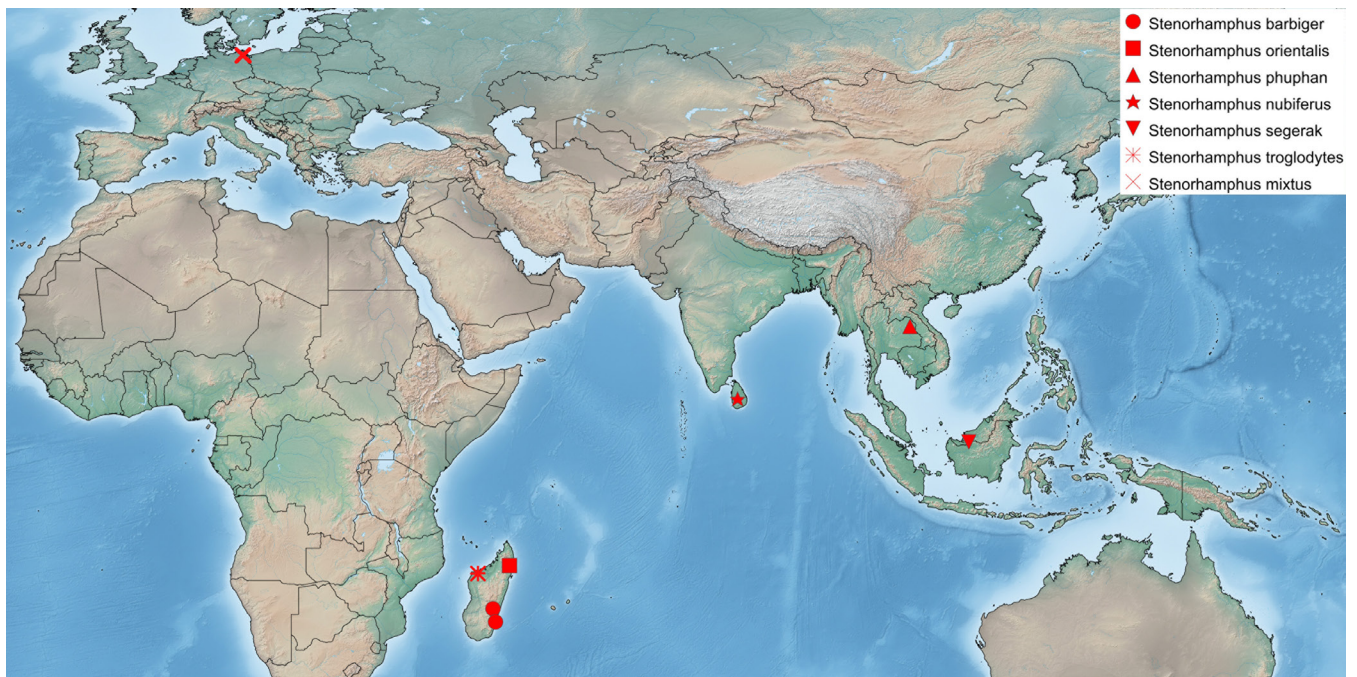 Stenorhamphus barbiger
Stenorhamphus orientalis
Stenorhamphus phuphan
Stenorhamphus nubiferus
Stenorhamphus segerak
Stenorhamphus troglodytes
Stenorhamphus mixtus